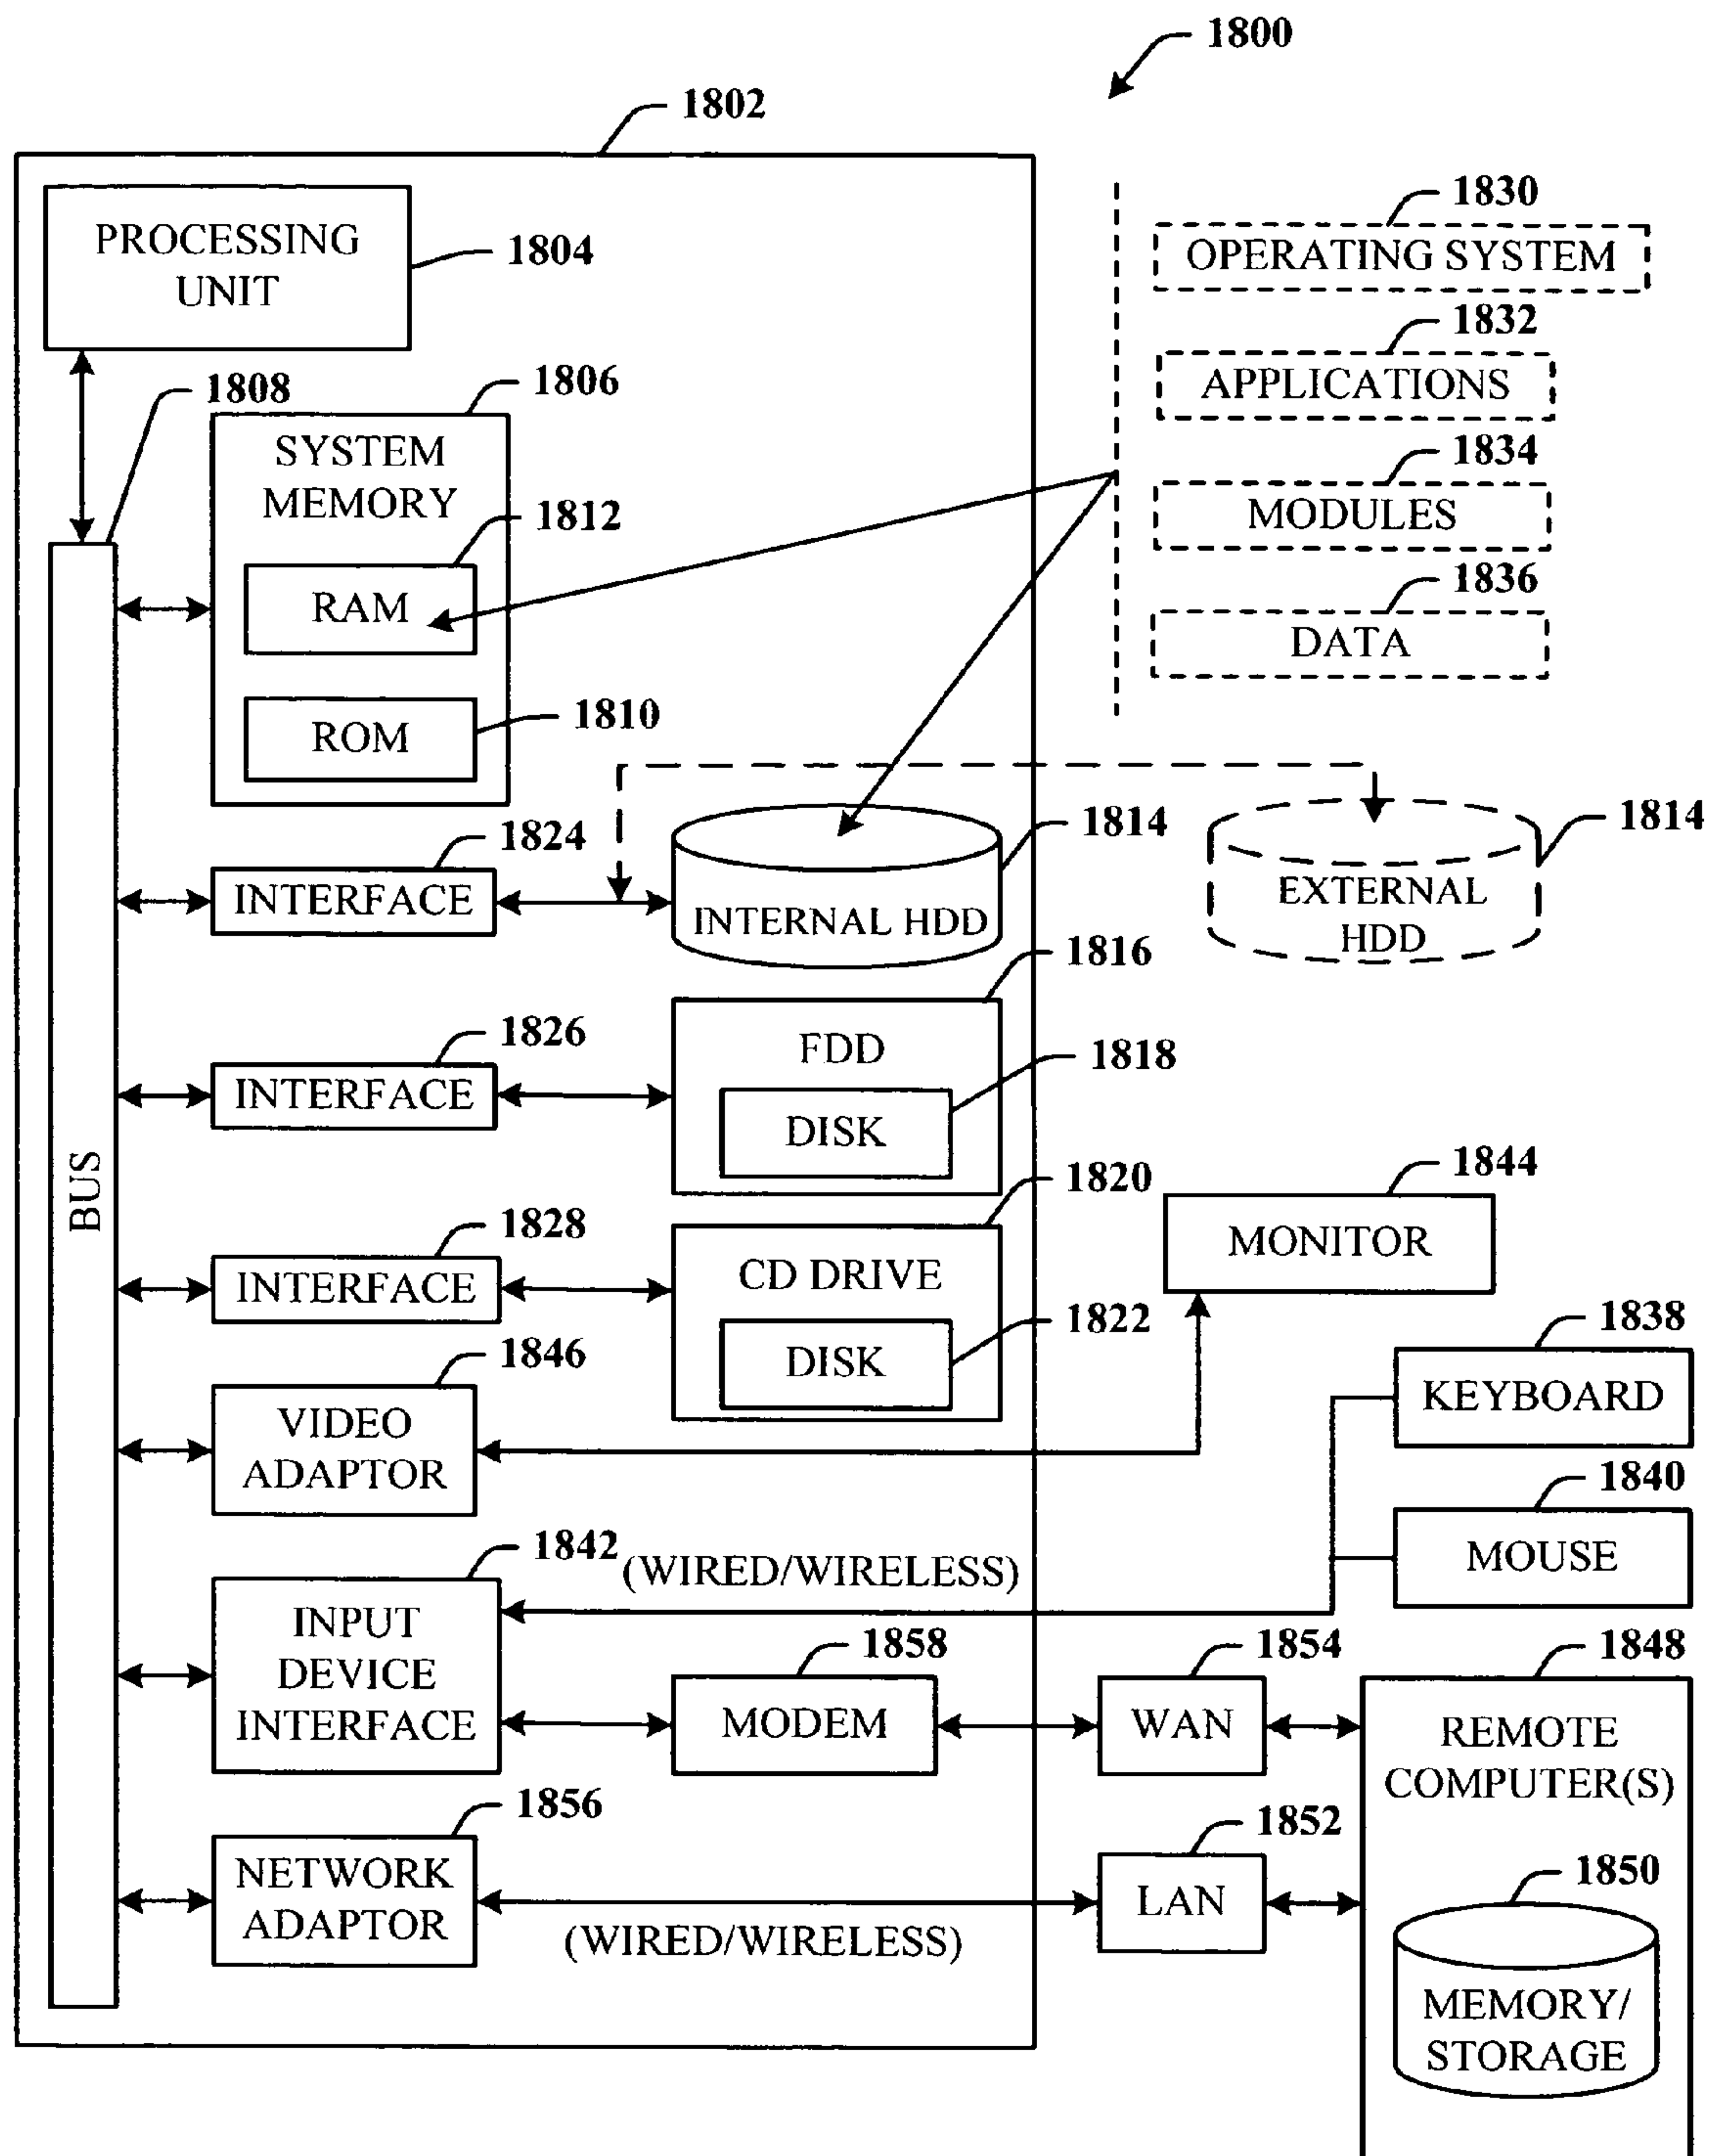 1800
1802
PROCESSING
UNIT
1804
1830
OPERATING SYSTEM
1832
APPLICATIONS
1834
MODULES
1836
DATA
1808
1806
SYSTEM
MEMORY
1812
RAM
1810
ROM
BUS
1824
INTERFACE
1814
INTERNAL HDD
1814
EXTERNAL
HDD
1826
INTERFACE
1816
FDD
1818
DISK
1828
INTERFACE
1820
CD DRIVE
1822
DISK
1844
MONITOR
1846
VIDEO
ADAPTOR
1838
KEYBOARD
1840
MOUSE
1842
(WIRED/WIRELESS)
INPUT
DEVICE
INTERFACE
1858
MODEM
1854
WAN
1848
REMOTE
COMPUTER(S)
1856
NETWORK
ADAPTOR
(WIRED/WIRELESS)
1852
LAN
1850
MEMORY/
STORAGE